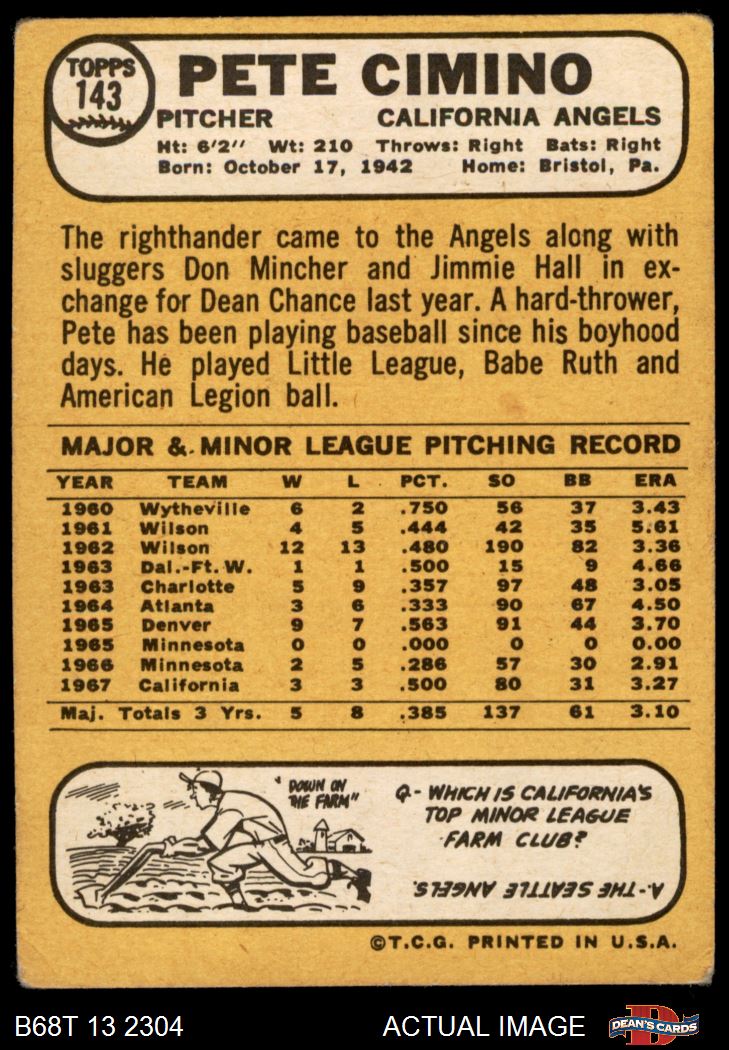 TOPPS
143
PETE CIMINO
PITCHER CALIFORNIA ANGELS
Ht: 6'2" Wt: 210 Throws: Right Bats: Right
Born: October 17, 1942 Home: Bristol, Pa.
The righthander came to the Angels along with
sluggers Don Mincher and Jimmie Hall in ex-
change for Dean Chance last year. A hard-thrower,
Pete has been playing baseball since his boyhood
days. He played Little League, Babe Ruth and
American Legion ball.
MAJOR & MINOR LEAGUE PITCHING RECORD
YEAR TEAM W L PCT. SO BB ERA
1960 Wytheville 6 2 .750 56 37 3.43
1961 Wilson 4 5 .444 42 35 5.61
1962 Wilson 12 13 .480 190 82 3.36
1963 Dal.-Ft. W. 1 1 .500 15 9 4.66
1963 Charlotte 5 9 .357 97 48 3.05
1964 Atlanta 3 6 .333 90 67 4.50
1965 Denver 9 7 .563 91 44 3.70
1965 Minnesota 0 0 .000 0 0 0.00
1966 Minnesota 2 5 .286 57 30 2.91
1967 California 3 3 .500 80 31 3.27
Maj. Totals 3 Yrs. 5 8 .385 137 61 3.10
"DOWN ON
THE FARM"
Q- WHICH IS CALIFORNIA'S
TOP MINOR LEAGUE
FARM CLUB?
A- THE SEATTLE ANGELS.
©T.C.G. PRINTED IN U.S.A.
B68T 13 2304 ACTUAL IMAGE
D
DEAN'S CARDS